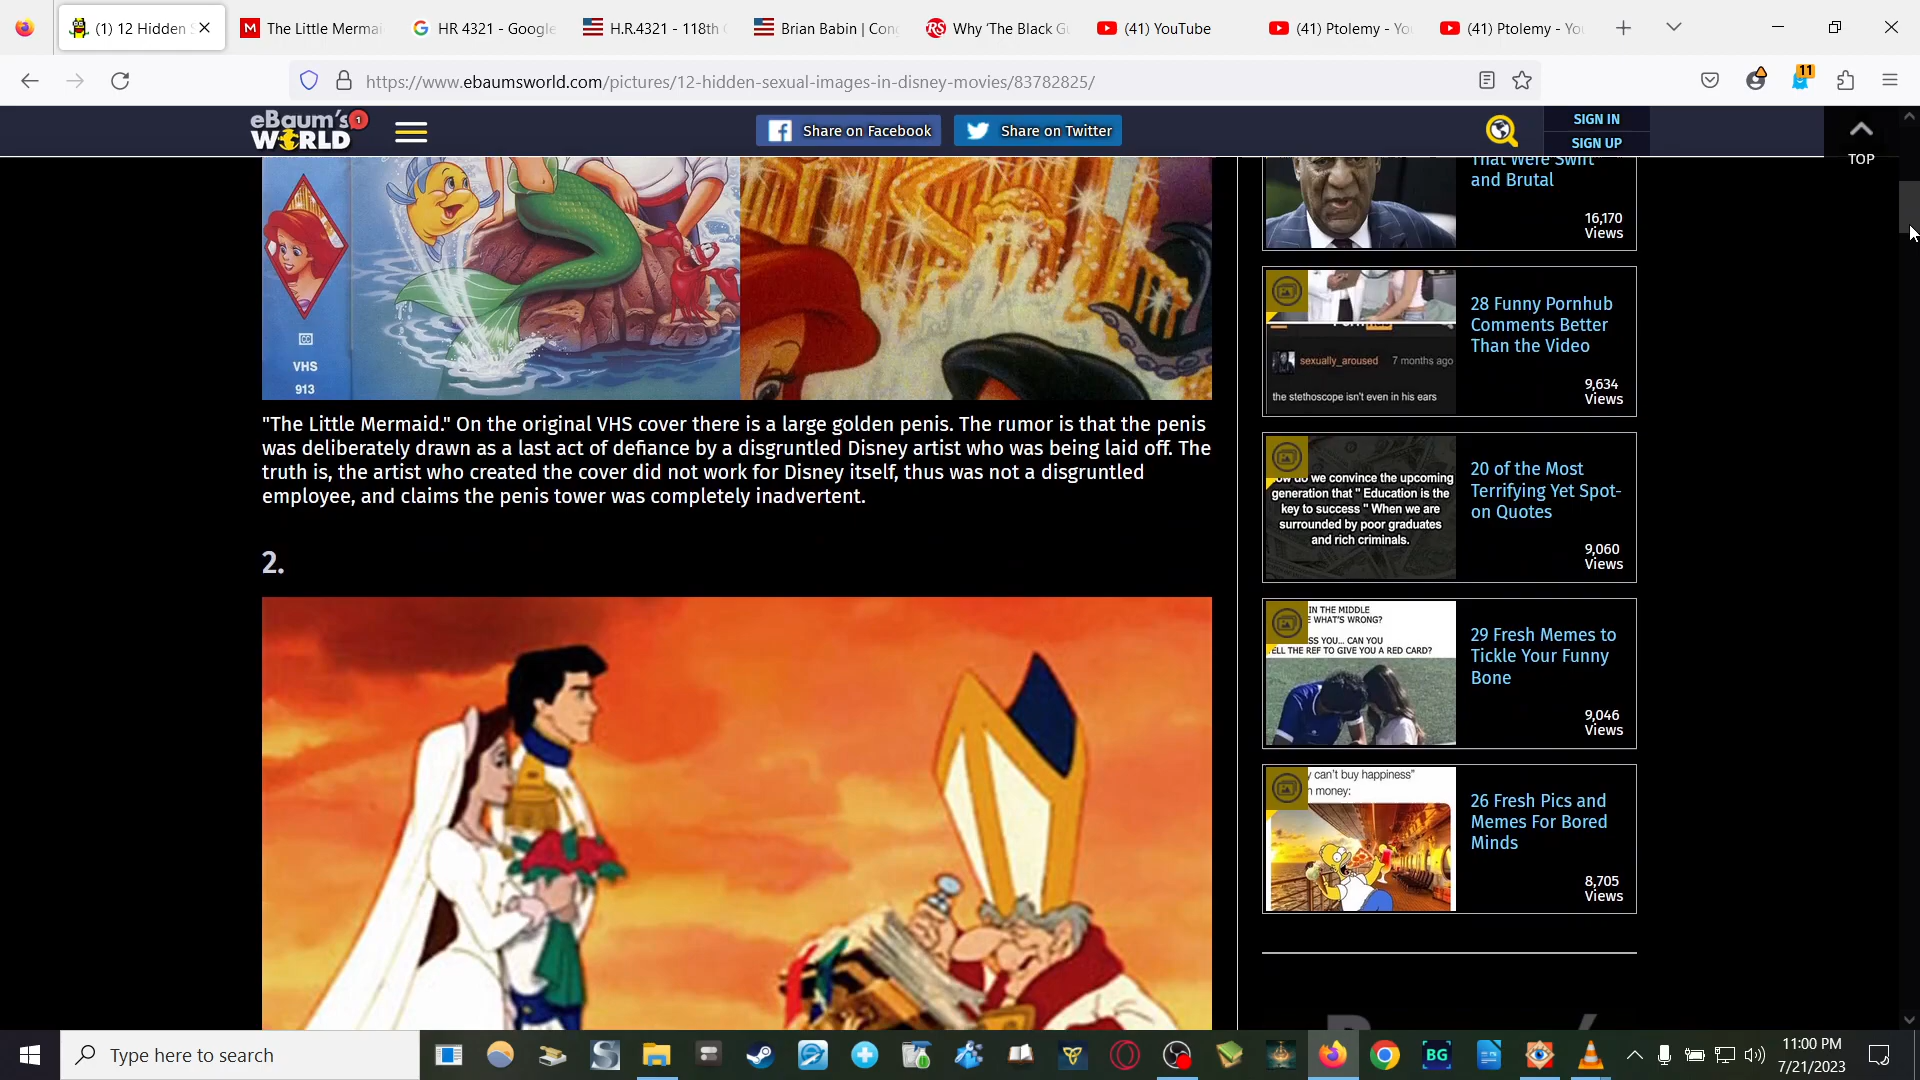 (1) 12 Hidden S
The Little Mermai
HR 4321 - Google
H.R.4321 - 118th
Brian Babin | Con
Why 'The Black G
(41) YouTube
(41) Ptolemy - Yo
(41) Ptolemy - Yo
https://www.ebaumsworld.com/pictures/12-hidden-sexual-images-in-disney-movies/83782825/
11
eBaum's
WORLD
1
Share on Facebook
Share on Twitter
SIGN IN
SIGN UP
TOP
CC
VHS
913
"The Little Mermaid." On the original VHS cover there is a large golden penis. The rumor is that the penis
was deliberately drawn as a last act of defiance by a disgruntled Disney artist who was being laid off. The
truth is, the artist who created the cover did not work for Disney itself, thus was not a disgruntled
employee, and claims the penis tower was completely inadvertent.
2.
That Were Swift
and Brutal
16,170
Views
sexually_aroused 7 months ago
the stethoscope isn't even in his ears
28 Funny Pornhub
Comments Better
Than the Video
9,634
Views
we convince the upcoming
generation that " Education is the
key to success " When we are
surrounded by poor graduates
and rich criminals.
20 of the Most
Terrifying Yet Spot-
on Quotes
9,060
Views
IN THE MIDDLE
WHAT'S WRONG?
SS YOU... CAN YOU
ELL THE REF TO GIVE YOU A RED CARD?
29 Fresh Memes to
Tickle Your Funny
Bone
9,046
Views
y can't buy happiness"
money:
26 Fresh Pics and
Memes For Bored
Minds
8,705
Views
Type here to search
BG
11:00 PM
7/21/2023